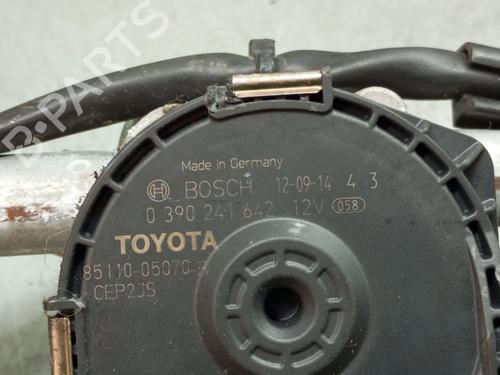 Made in Germany
BOSCH 12-09-14 4 3
0 390 241 642 12V 058
TOYOTA
85110-05070-B
CEP2JS
B-PARTS